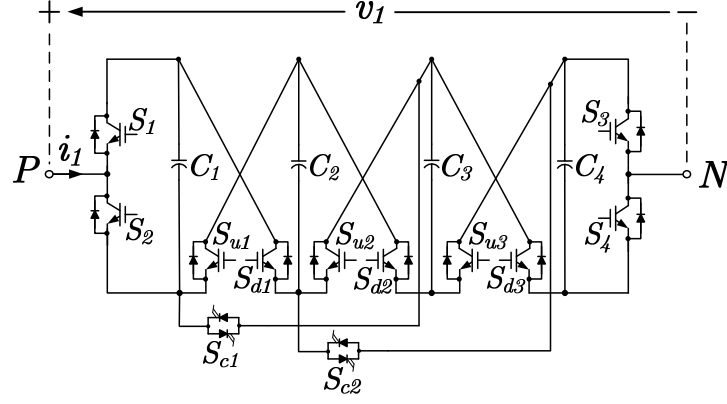 + v1 −
S1 S3
P i1 C1 C2 C3 C4 N
S2 Su1 Su2 Su3 S4
Sd1 Sd2 Sd3
Sc1
Sc2